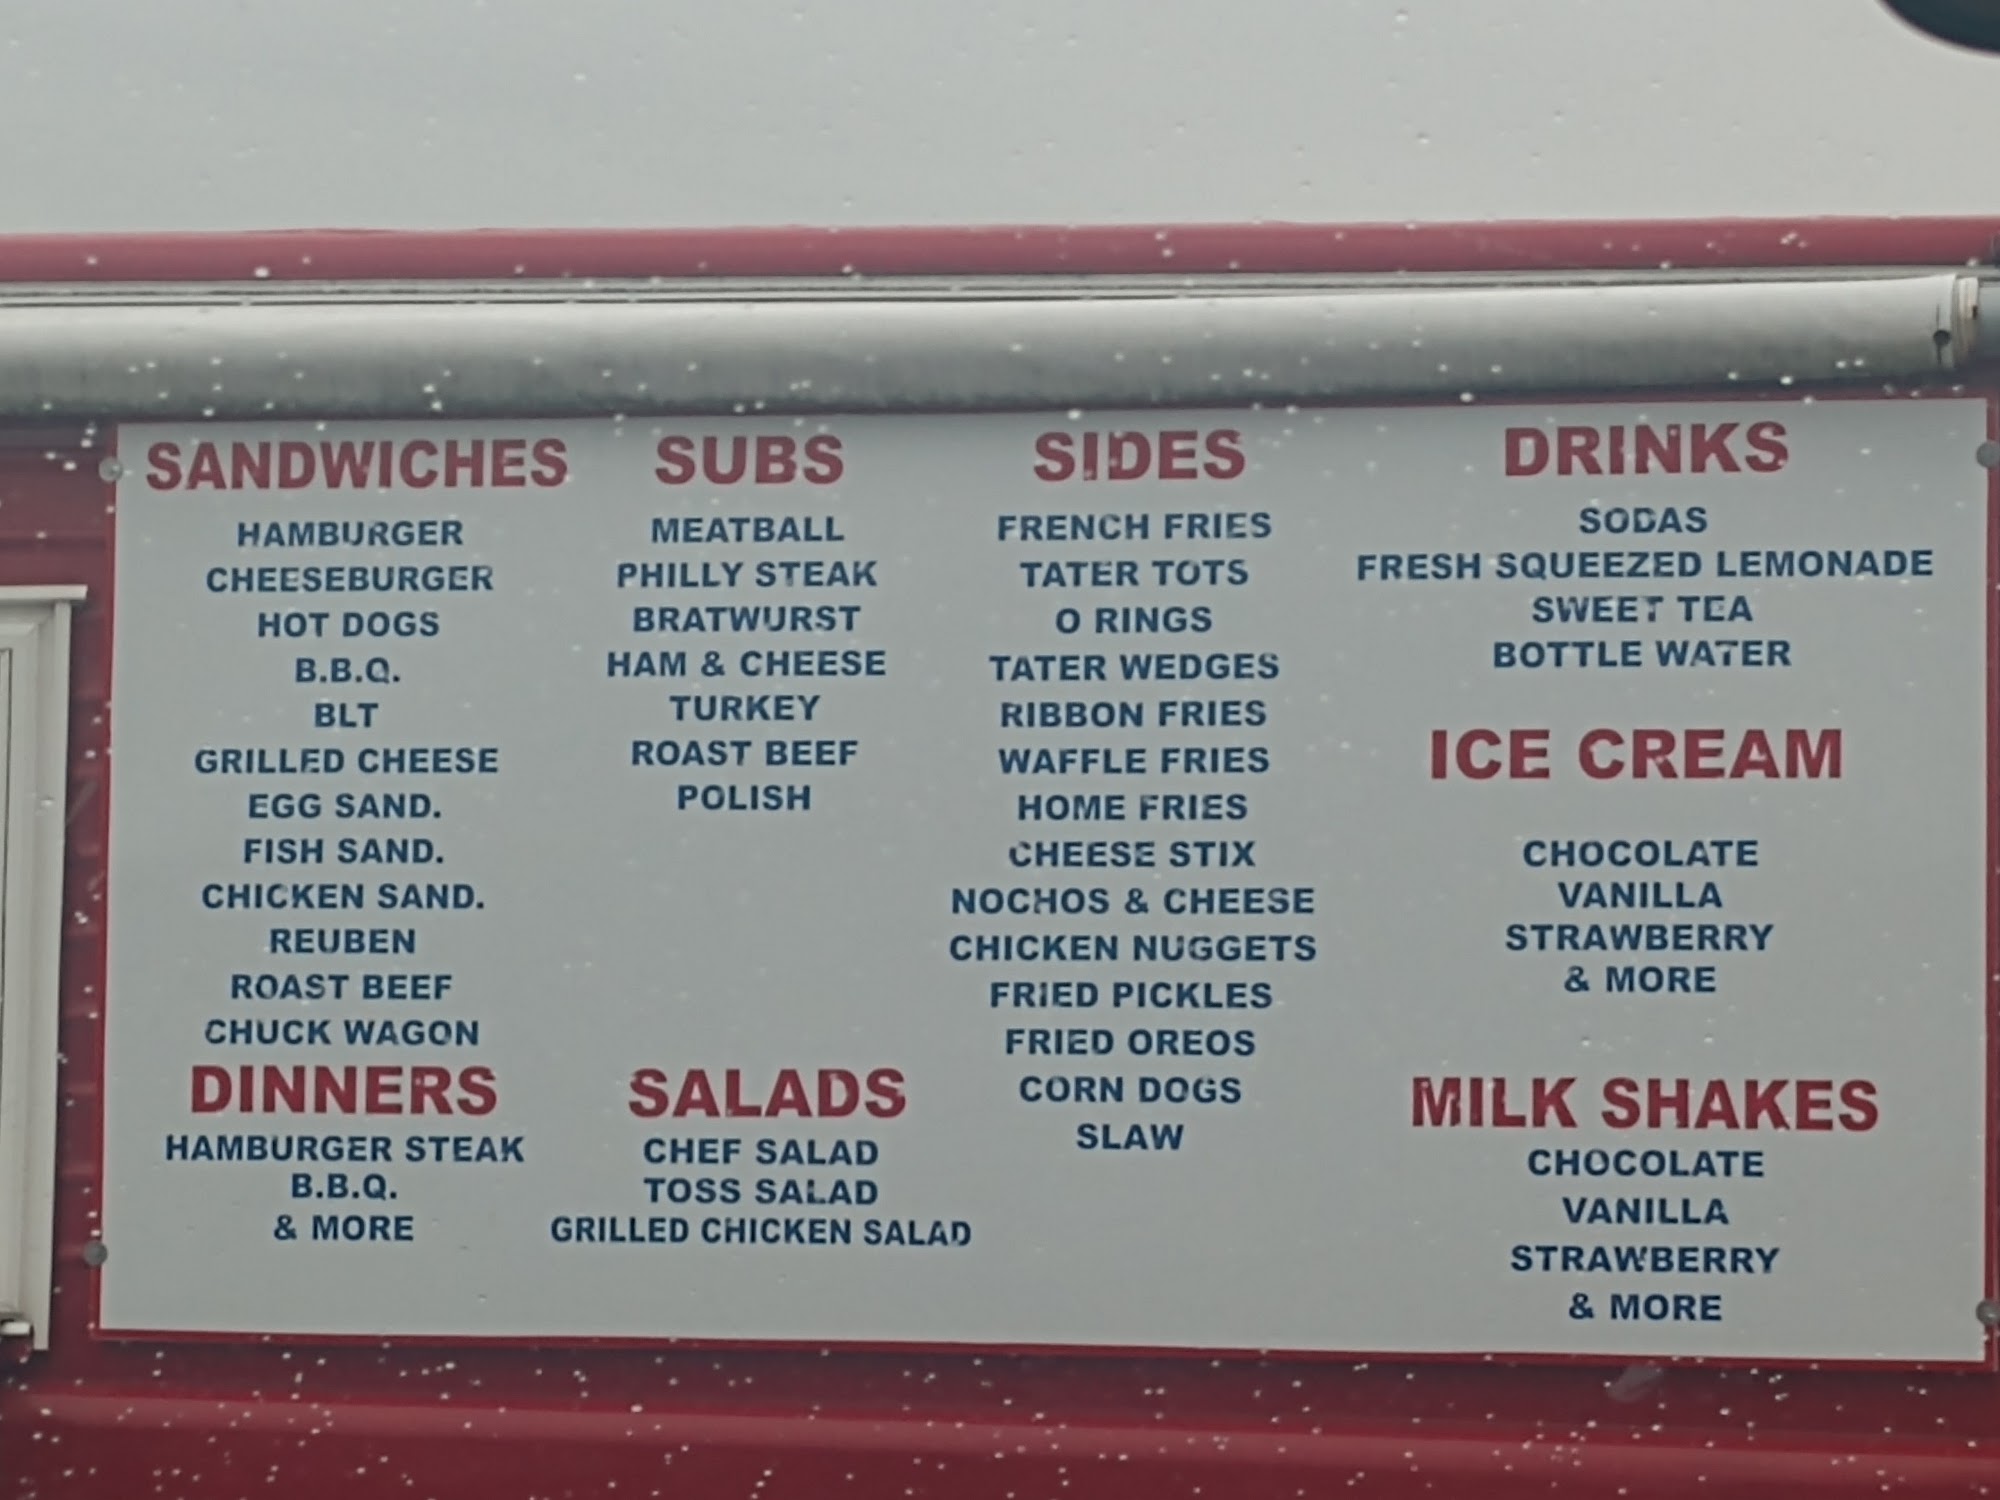 SANDWICHES
HAMBURGER
CHEESEBURGER
HOT DOGS
B.B.Q.
BLT
GRILLED CHEESE
EGG SAND.
FISH SAND.
CHICKEN SAND.
REUBEN
ROAST BEEF
CHUCK WAGON
DINNERS
HAMBURGER STEAK
B.B.Q.
& MORE
SUBS
MEATBALL
PHILLY STEAK
BRATWURST
HAM & CHEESE
TURKEY
ROAST BEEF
POLISH
SALADS
CHEF SALAD
TOSS SALAD
GRILLED CHICKEN SALAD
SIDES
FRENCH FRIES
TATER TOTS
O RINGS
TATER WEDGES
RIBBON FRIES
WAFFLE FRIES
HOME FRIES
CHEESE STIX
NOCHOS & CHEESE
CHICKEN NUGGETS
FRIED PICKLES
FRIED OREOS
CORN DOGS
SLAW
DRINKS
SODAS
FRESH SQUEEZED LEMONADE
SWEET TEA
BOTTLE WATER
ICE CREAM
CHOCOLATE
VANILLA
STRAWBERRY
& MORE
MILK SHAKES
CHOCOLATE
VANILLA
STRAWBERRY
& MORE